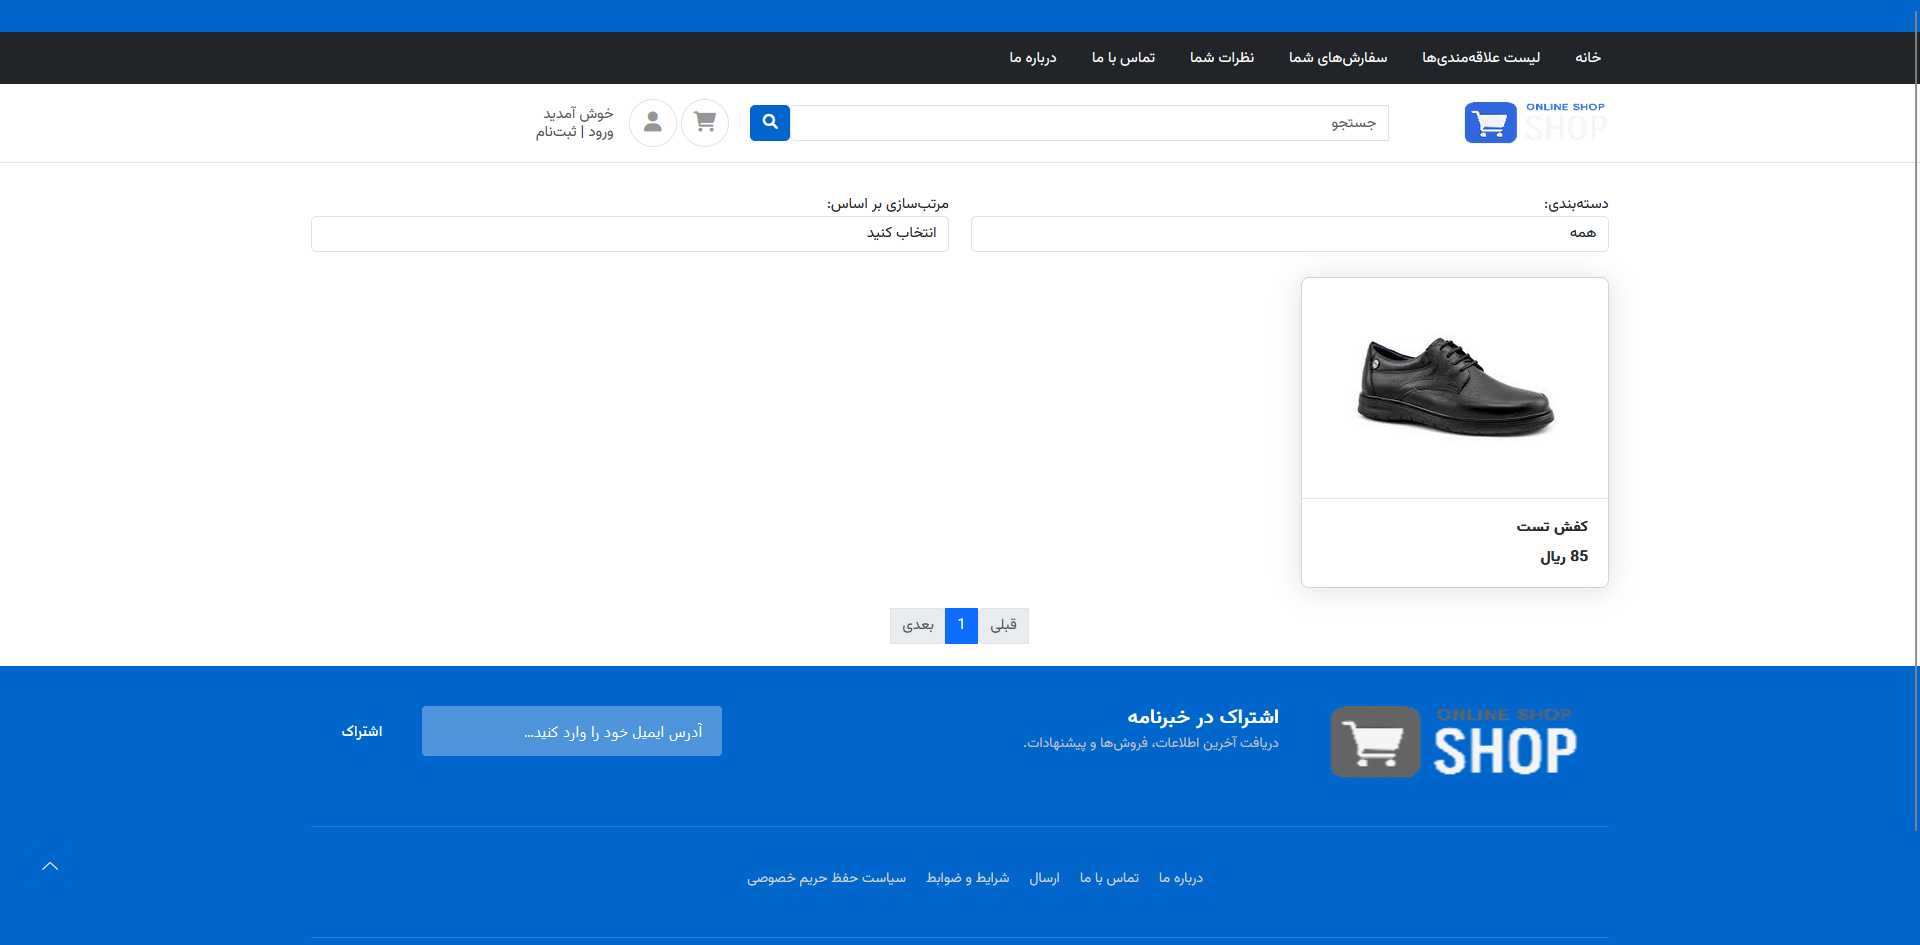 خانه
لیست علاقه‌مندی‌ها
سفارش‌های شما
نظرات شما
تماس با ما
درباره ما
ONLINE SHOP
SHOP
جستجو
خوش آمدید
ورود | ثبت‌نام
دسته‌بندی:
همه
مرتب‌سازی بر اساس:
انتخاب کنید
کفش تست
85 ریال
قبلی
1
بعدی
ONLINE SHOP
SHOP
اشتراک در خبرنامه
دریافت آخرین اطلاعات، فروش‌ها و پیشنهادات.
آدرس ایمیل خود را وارد کنید...
اشتراک
درباره ما
تماس با ما
ارسال
شرایط و ضوابط
سیاست حفظ حریم خصوصی